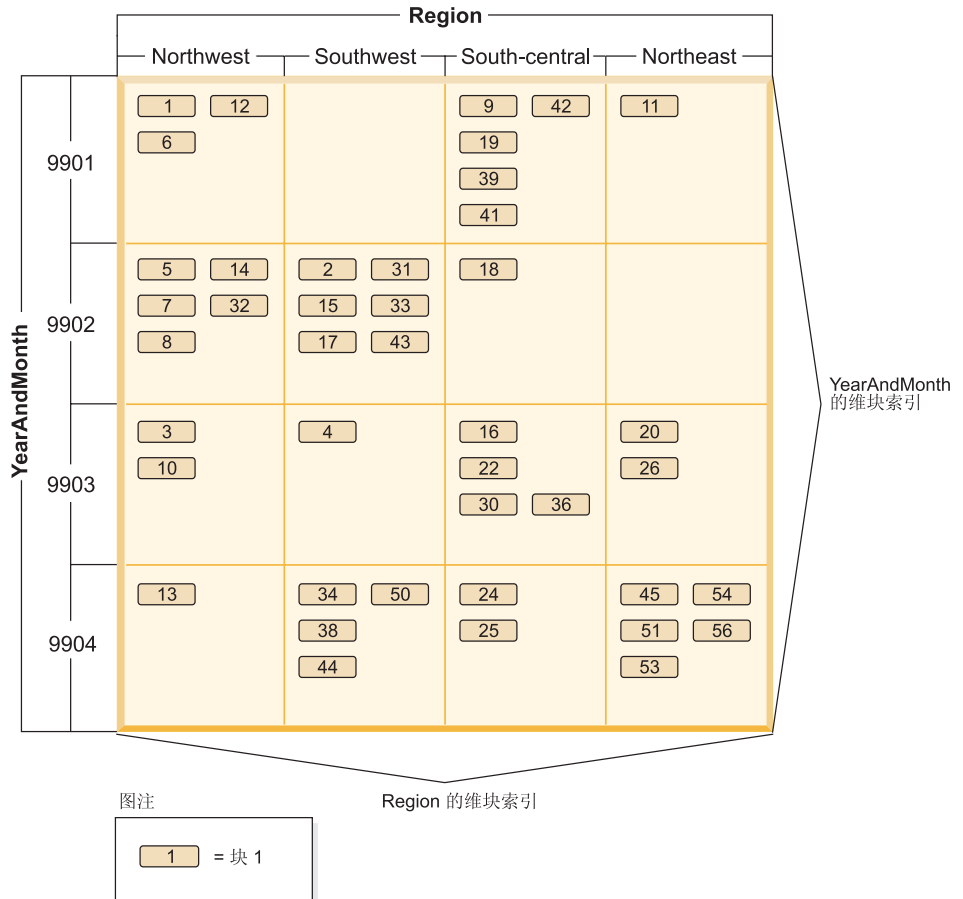 Region
Northwest Southwest South-central Northeast
YearAndMonth
9901
1 12 9 42 11
6 19
39
41
9902
5 14 2 31 18
7 32 15 33
8 17 43
YearAndMonth
的维块索引
9903
3 4 16 20
10 22 26
30 36
9904
13 34 50 24 45 54
38 25 51 56
44 53
Region 的维块索引
图注
1 = 块 1